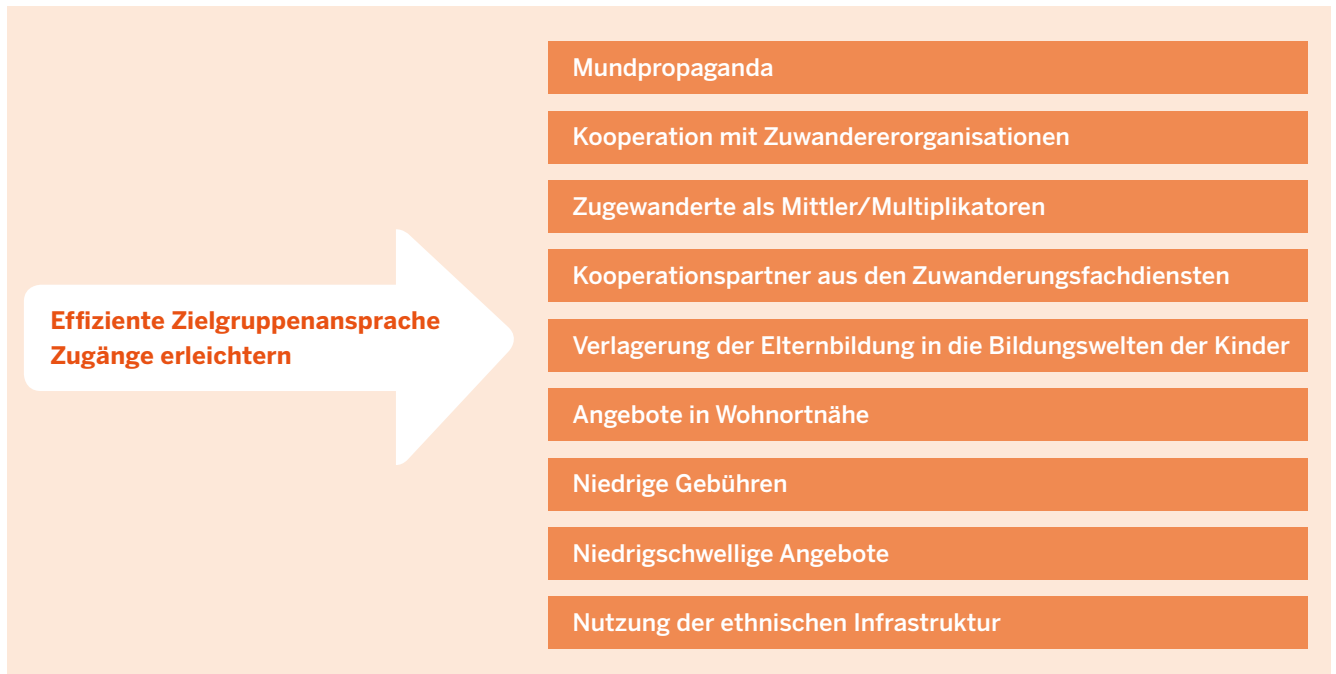 Effiziente Zielgruppenansprache
Zugänge erleichtern
Mundpropaganda
Kooperation mit Zuwandererorganisationen
Zugewanderte als Mittler/Multiplikatoren
Kooperationspartner aus den Zuwanderungsfachdiensten
Verlagerung der Elternbildung in die Bildungswelten der Kinder
Angebote in Wohnortnähe
Niedrige Gebühren
Niedrigschwellige Angebote
Nutzung der ethnischen Infrastruktur